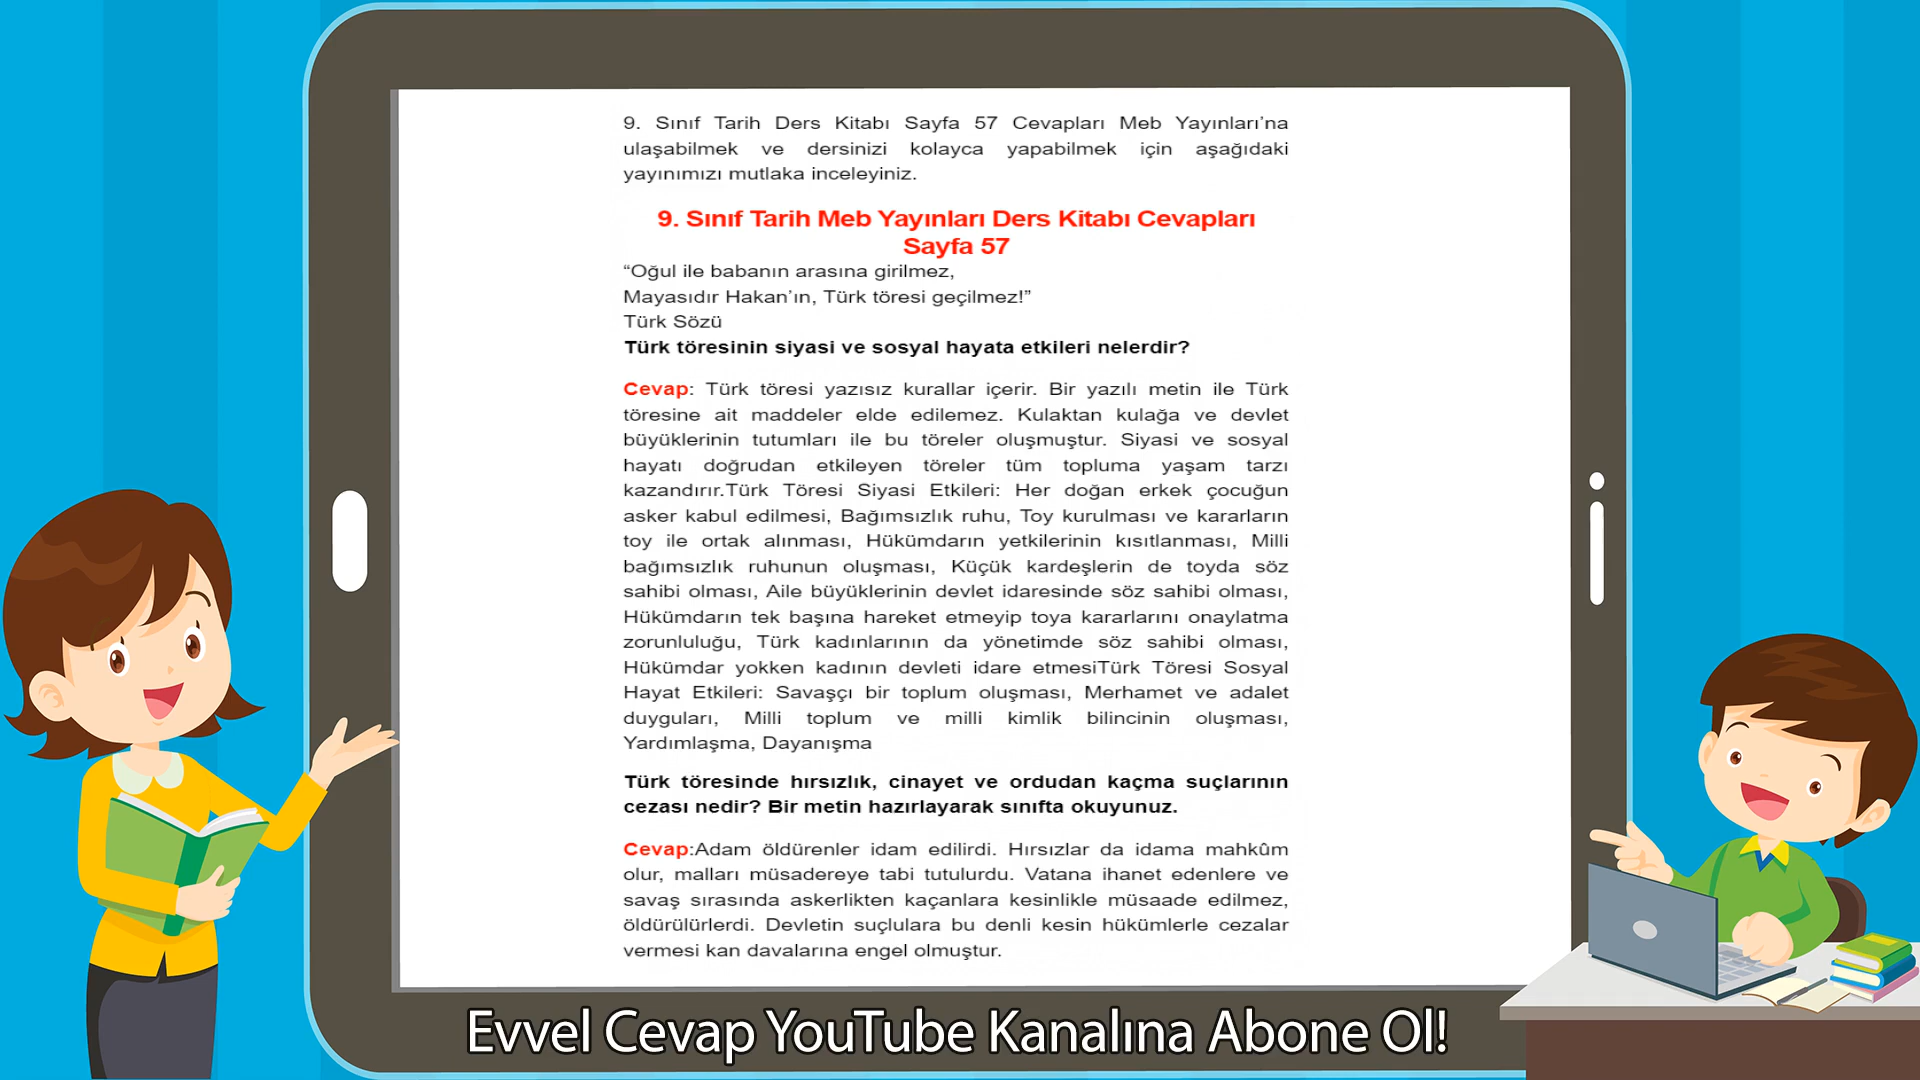 9. Sınıf Tarih Ders Kitabı Sayfa 57 Cevapları Meb Yayınları’na
ulaşabilmek ve dersinizi kolayca yapabilmek için aşağıdaki
yayınımızı mutlaka inceleyiniz.
9. Sınıf Tarih Meb Yayınları Ders Kitabı Cevapları
Sayfa 57
“Oğul ile babanın arasına girilmez,
Mayasıdır Hakan’ın, Türk töresi geçilmez!”
Türk Sözü
Türk töresinin siyasi ve sosyal hayata etkileri nelerdir?
Cevap: Türk töresi yazısız kurallar içerir. Bir yazılı metin ile Türk
töresine ait maddeler elde edilemez. Kulaktan kulağa ve devlet
büyüklerinin tutumları ile bu töreler oluşmuştur. Siyasi ve sosyal
hayatı doğrudan etkileyen töreler tüm topluma yaşam tarzı
kazandırır.Türk Töresi Siyasi Etkileri: Her doğan erkek çocuğun
asker kabul edilmesi, Bağımsızlık ruhu, Toy kurulması ve kararların
toy ile ortak alınması, Hükümdarın yetkilerinin kısıtlanması, Milli
bağımsızlık ruhunun oluşması, Küçük kardeşlerin de toyda söz
sahibi olması, Aile büyüklerinin devlet idaresinde söz sahibi olması,
Hükümdarın tek başına hareket etmeyip toya kararlarını onaylatma
zorunluluğu, Türk kadınlarının da yönetimde söz sahibi olması,
Hükümdar yokken kadının devleti idare etmesiTürk Töresi Sosyal
Hayat Etkileri: Savaşçı bir toplum oluşması, Merhamet ve adalet
duyguları, Milli toplum ve milli kimlik bilincinin oluşması,
Yardımlaşma, Dayanışma
Türk töresinde hırsızlık, cinayet ve ordudan kaçma suçlarının
cezası nedir? Bir metin hazırlayarak sınıfta okuyunuz.
Cevap:Adam öldürenler idam edilirdi. Hırsızlar da idama mahkûm
olur, malları müsadereye tabi tutulurdu. Vatana ihanet edenlere ve
savaş sırasında askerlikten kaçanlara kesinlikle müsaade edilmez,
öldürülürlerdi. Devletin suçlulara bu denli kesin hükümlerle cezalar
vermesi kan davalarına engel olmuştur.
Evvel Cevap YouTube Kanalına Abone Ol!